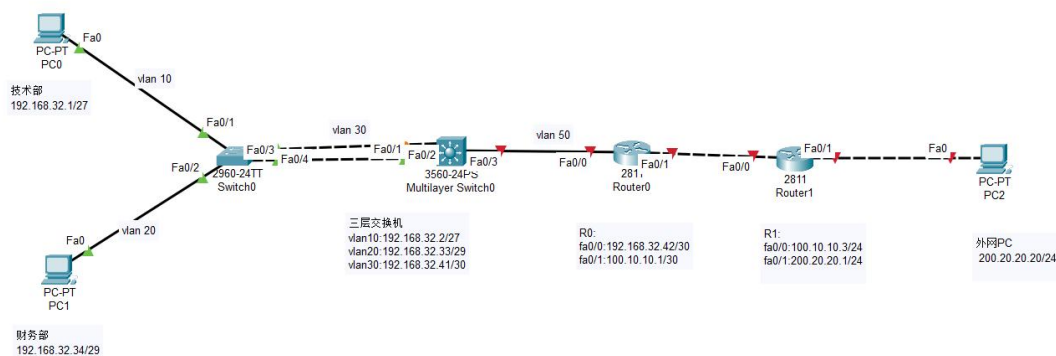 Fa0
PC-PT
PC0
技术部
192.168.32.1/27
vlan 10
Fa0/1
Fa0/2
Fa0/3
Fa0/4
2960-24TT
Switch0
vlan 20
Fa0
PC-PT
PC1
财务部
192.168.32.34/29
vlan 30
Fa0/1
Fa0/2
Fa0/3
3560-24PS
Multilayer Switch0
三层交换机
vlan10:192.168.32.2/27
vlan20:192.168.32.33/29
vlan30:192.168.32.41/30
vlan 50
Fa0/0
Fa0/1
Router0
R0:
fa0/0:192.168.32.42/30
fa0/1:100.10.10.1/30
Fa0/0
Fa0/1
2811
Router1
R1:
fa0/0:100.10.10.3/24
fa0/1:200.20.20.1/24
Fa0
PC-PT
PC2
外网PC
200.20.20.20/24